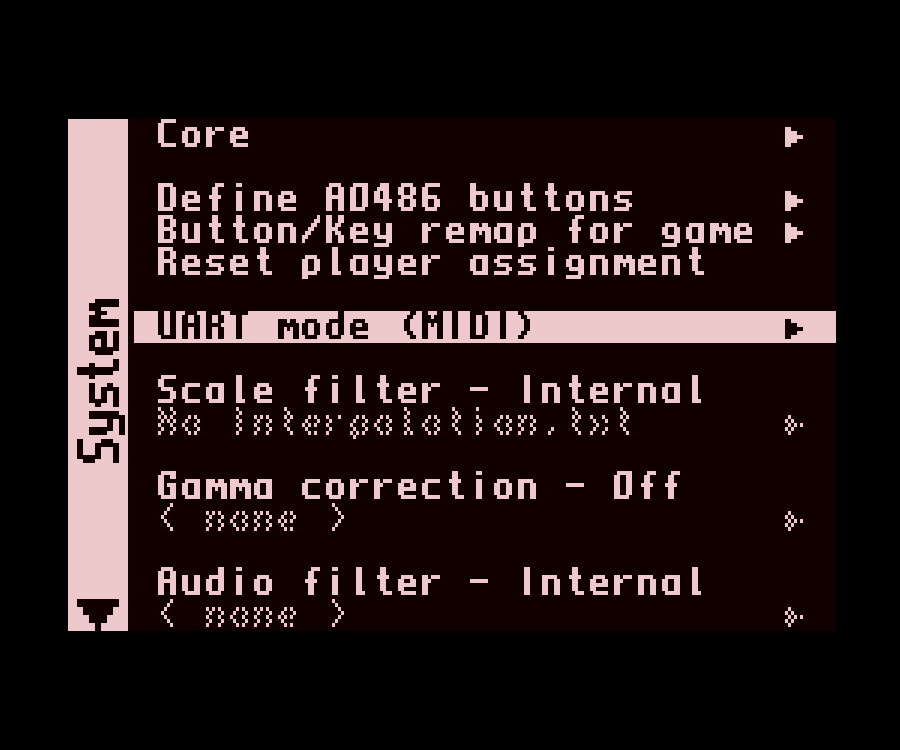 System
Core
Define AO486 buttons
Button/Key remap for game
Reset player assignment
UART mode (MIDI)
Scale filter - Internal
No Interpolation.txt
Gamma correction - Off
< none >
Audio filter - Internal
< none >